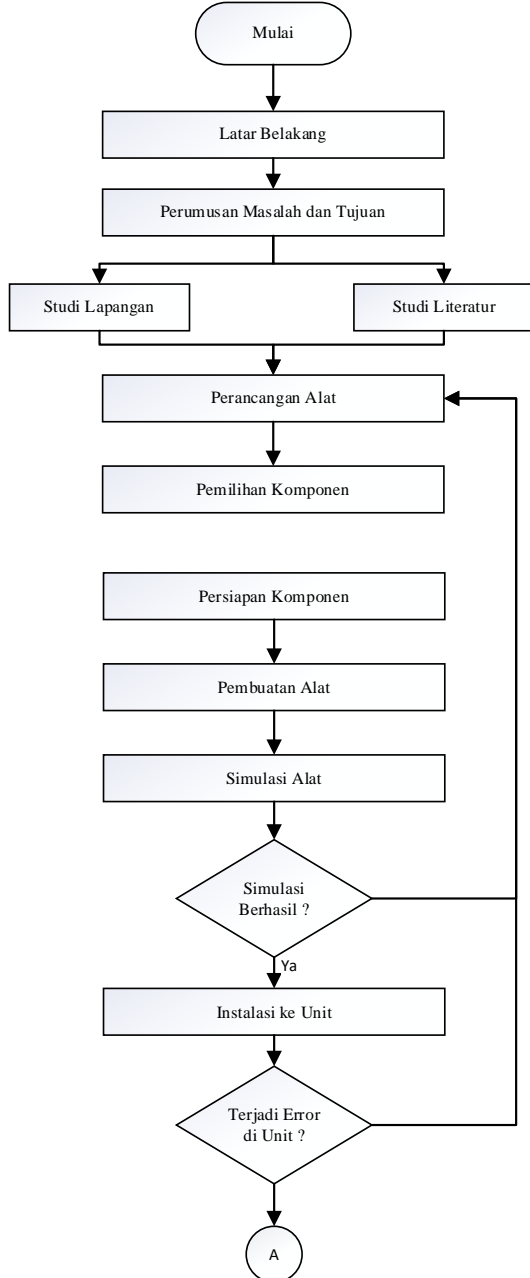 Mulai
Latar Belakang
Perumusan Masalah dan Tujuan
Studi Lapangan
Studi Literatur
Perancangan Alat
Pemilihan Komponen
Persiapan Komponen
Pembuatan Alat
Simulasi Alat
Simulasi
Berhasil ?
Ya
Instalasi ke Unit
Terjadi Error
di Unit ?
A